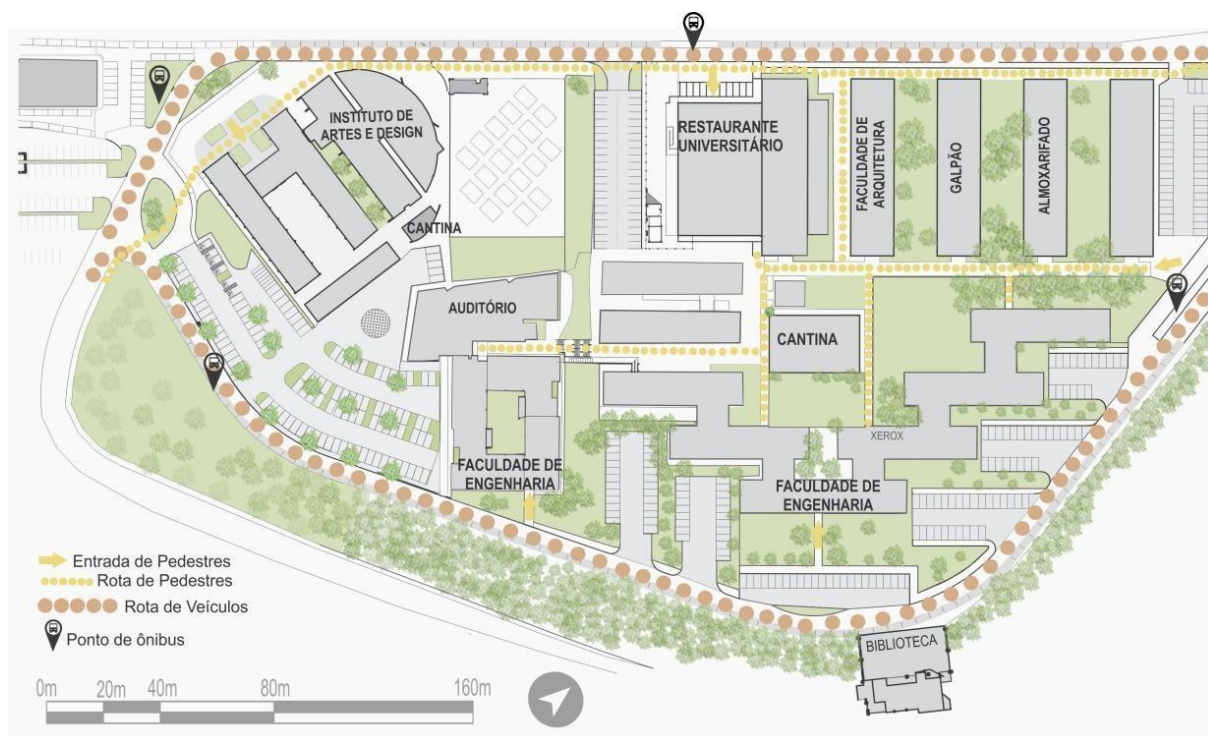 INSTITUTO DE
ARTES E DESIGN
RESTAURANTE
UNIVERSITÁRIO
FACULDADE DE
ARQUITETURA
GALPÃO
ALMOXARIFADO
CANTINA
AUDITÓRIO
CANTINA
XEROX
FACULDADE DE
ENGENHARIA
FACULDADE DE
ENGENHARIA
BIBLIOTECA
Entrada de Pedestres
Rota de Pedestres
Rota de Veículos
Ponto de ônibus
0m 20m 40m 80m 160m